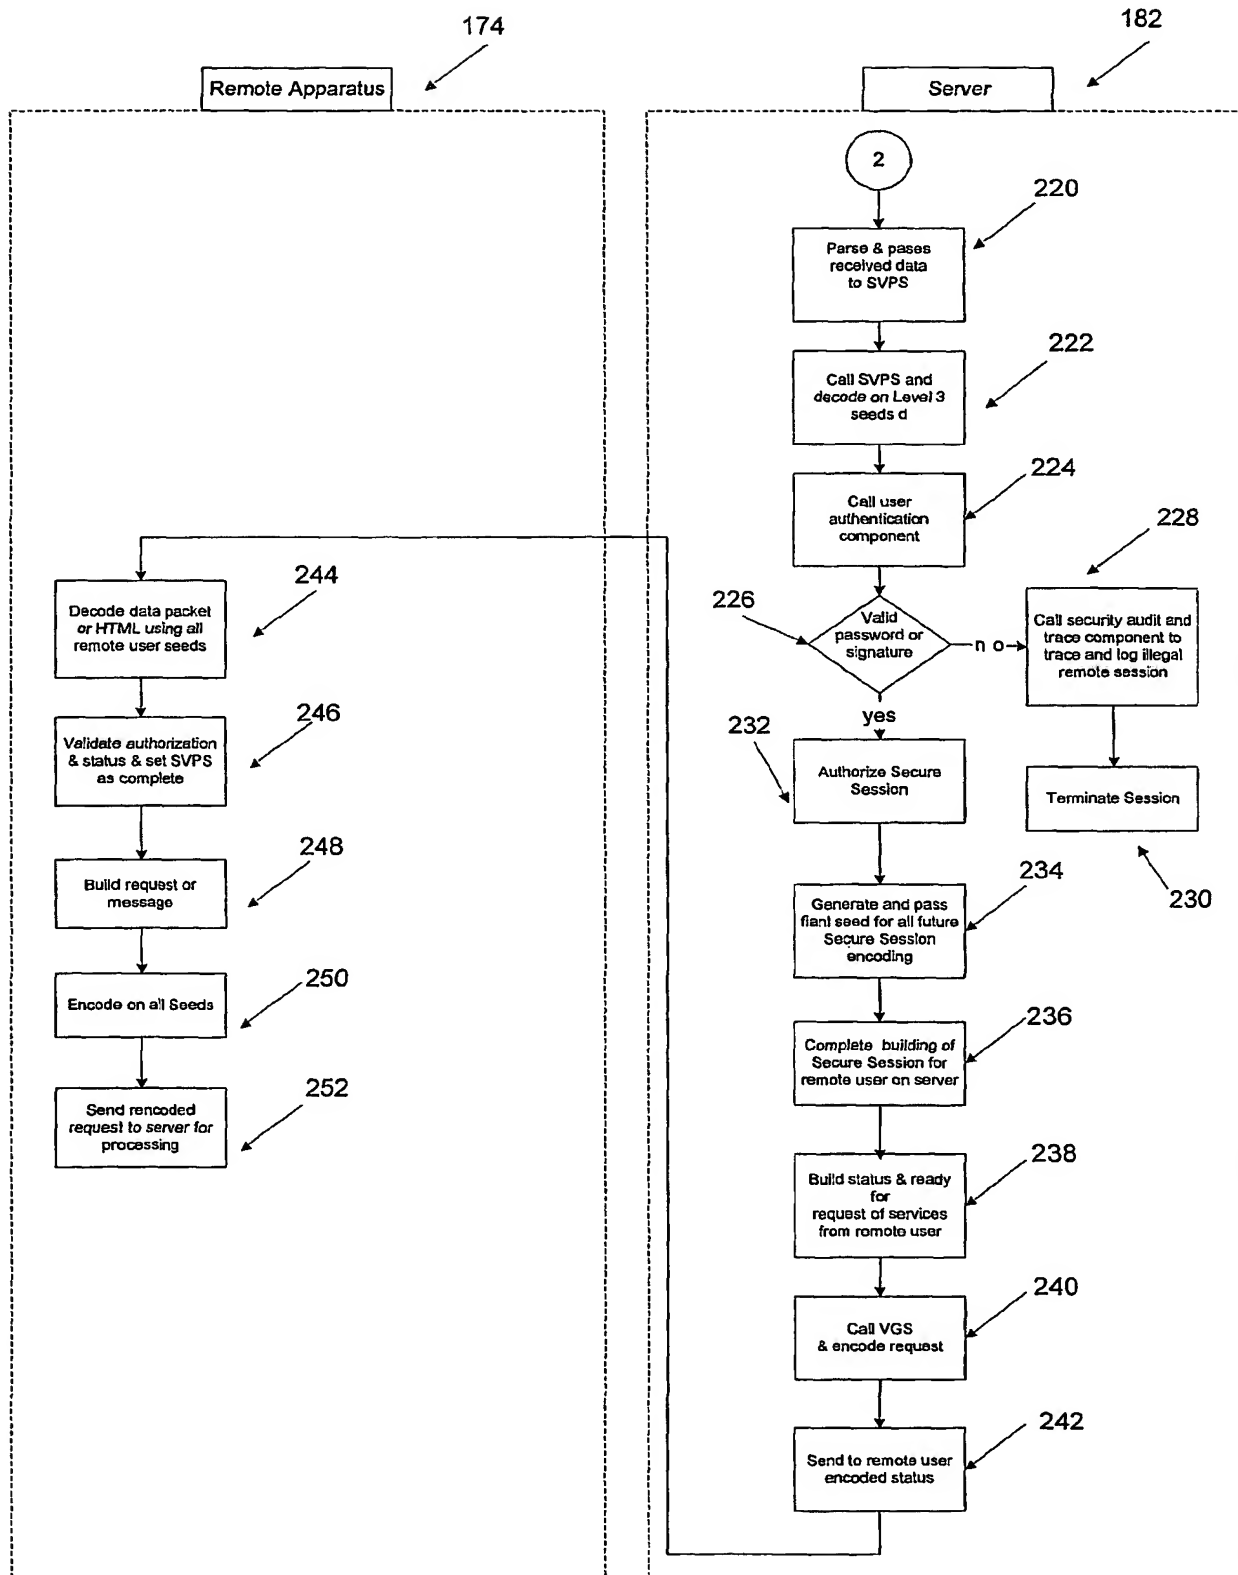 174
Remote Apparatus
182
Server
2
220
Parse & pases
received data
to SVPS
222
Call SVPS and
decode on Level 3
seeds d
224
Call user
authentication
component
226
Valid
password or
signature
n o
228
Call security audit and
trace component to
trace and log illegal
remote session
yes
230
Terminate Session
232
Authorize Secure
Session
234
Generate and pass
fiant seed for all future
Secure Session
encoding
236
Complete building of
Secure Session for
remote user on server
238
Build status & ready
for
request of services
from remote user
240
Call VGS
& encode request
242
Send to remote user
encoded status
244
Decode data packet
or HTML using all
remote user seeds
246
Validate authorization
& status & set SVPS
as complete
248
Build request or
message
250
Encode on all Seeds
252
Send rencoded
request to server for
processing